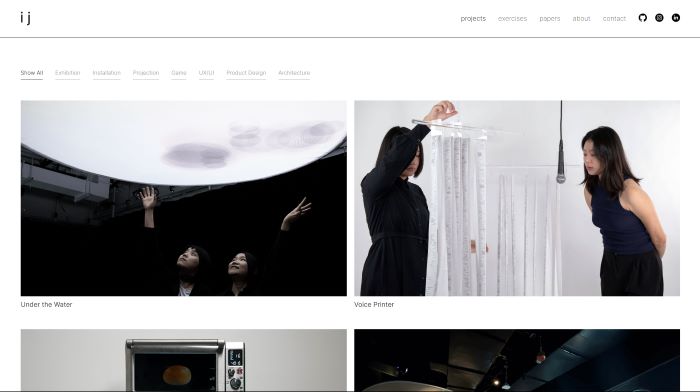 ij
projects exercises papers about contact
Show All Exhibition Installation Projection Game UX/UI Product Design Architecture
Under the Water
Voice Printer